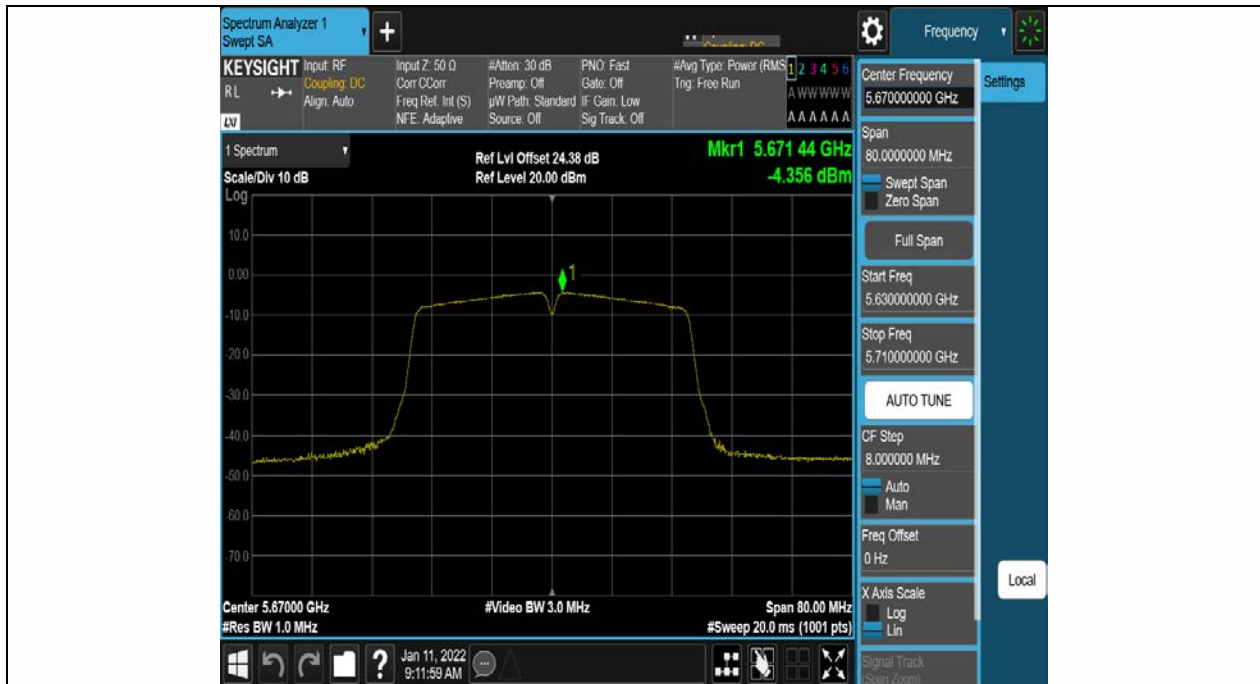 Spectrum Analyzer 1
Swept SA
+
Coupling: DC
Frequency
KEYSIGHT
RL
LXI
Input: RF
Coupling: DC
Align: Auto
Input Z: 50 Ω
Corr CCorr
Freq Ref: Int (S)
NFE: Adaptive
#Atten: 30 dB
Preamp: Off
µW Path: Standard
Source: Off
PNO: Fast
Gate: Off
IF Gain: Low
Sig Track: Off
#Avg Type: Power (RMS
Trig: Free Run
1 2 3 4 5 6
A W W W W W
A A A A A A
1 Spectrum
Scale/Div 10 dB
Log
Ref Lvl Offset 24.38 dB
Ref Level 20.00 dBm
Mkr1 5.671 44 GHz
-4.356 dBm
10.0
0.00
1
-10.0
-20.0
-30.0
-40.0
-50.0
-60.0
-70.0
Center 5.67000 GHz
#Res BW 1.0 MHz
#Video BW 3.0 MHz
Span 80.00 MHz
#Sweep 20.0 ms (1001 pts)
Center Frequency
5.670000000 GHz
Settings
Span
80.0000000 MHz
Swept Span
Zero Span
Full Span
Start Freq
5.630000000 GHz
Stop Freq
5.710000000 GHz
AUTO TUNE
CF Step
8.000000 MHz
Auto
Man
Freq Offset
0 Hz
X Axis Scale
Log
Lin
Local
Signal Track
(Span Zoom)
?
Jan 11, 2022
9:11:59 AM